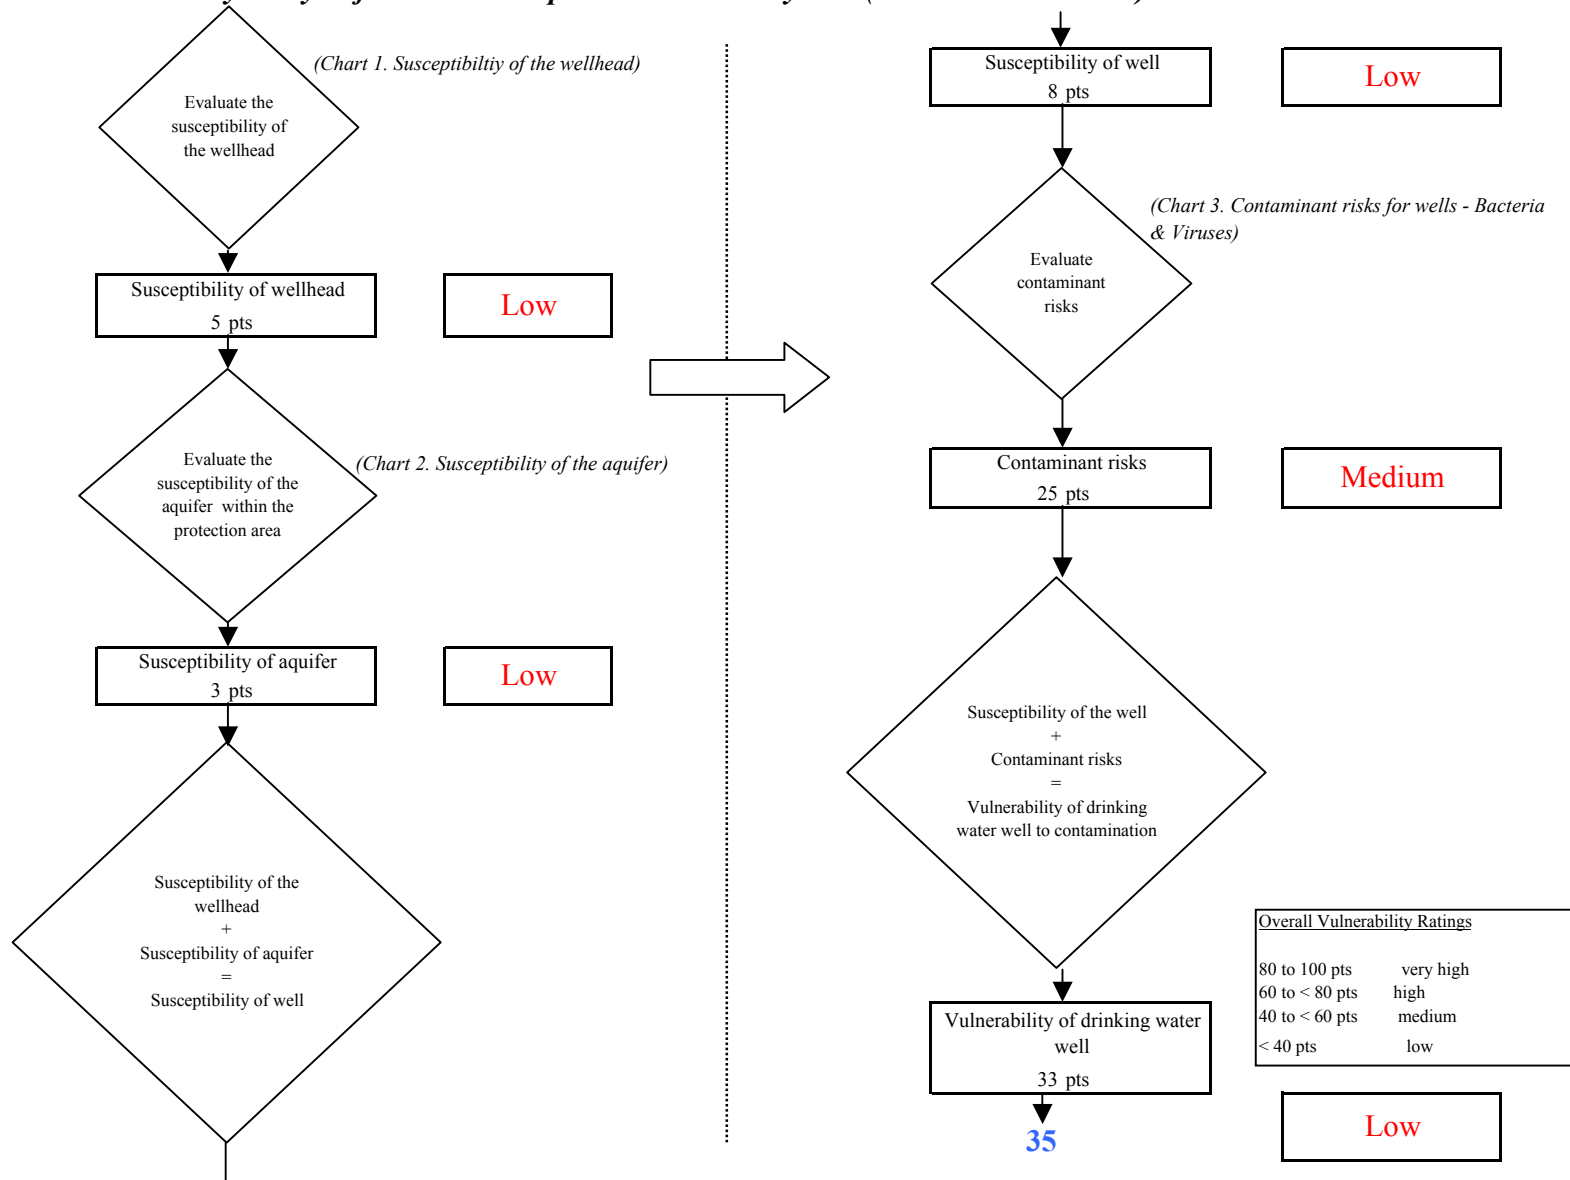 (Chart 1. Susceptibiltiy of the wellhead)
Evaluate the
susceptibility of
the wellhead
Susceptibility of wellhead
5 pts
Low
Evaluate the
susceptibility of the
aquifer within the
protection area
(Chart 2. Susceptibility of the aquifer)
Susceptibility of aquifer
3 pts
Low
Susceptibility of the
wellhead
+
Susceptibility of aquifer
=
Susceptibility of well
Susceptibility of well
8 pts
Low
(Chart 3. Contaminant risks for wells - Bacteria
& Viruses)
Evaluate
contaminant
risks
Contaminant risks
25 pts
Medium
Susceptibility of the well
+
Contaminant risks
=
Vulnerability of drinking
water well to contamination
Overall Vulnerability Ratings
80 to 100 pts very high
60 to < 80 pts high
40 to < 60 pts medium
< 40 pts low
Vulnerability of drinking water
well
33 pts
35
Low